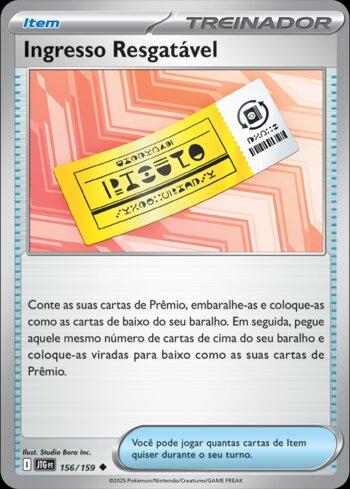 Item
TREINADOR
Ingresso Resgatável
Conte as suas cartas de Prêmio, embaralhe-as e coloque-as
como as cartas de baixo do seu baralho. Em seguida, pegue
aquele mesmo número de cartas de cima do seu baralho e
coloque-as viradas para baixo como as suas cartas de
Prêmio.
Ilust. Studio Bora Inc.
I JTG PT 156/159
Você pode jogar quantas cartas de Item
quiser durante o seu turno.
©2025 Pokémon/Nintendo/Creatures/GAME FREAK